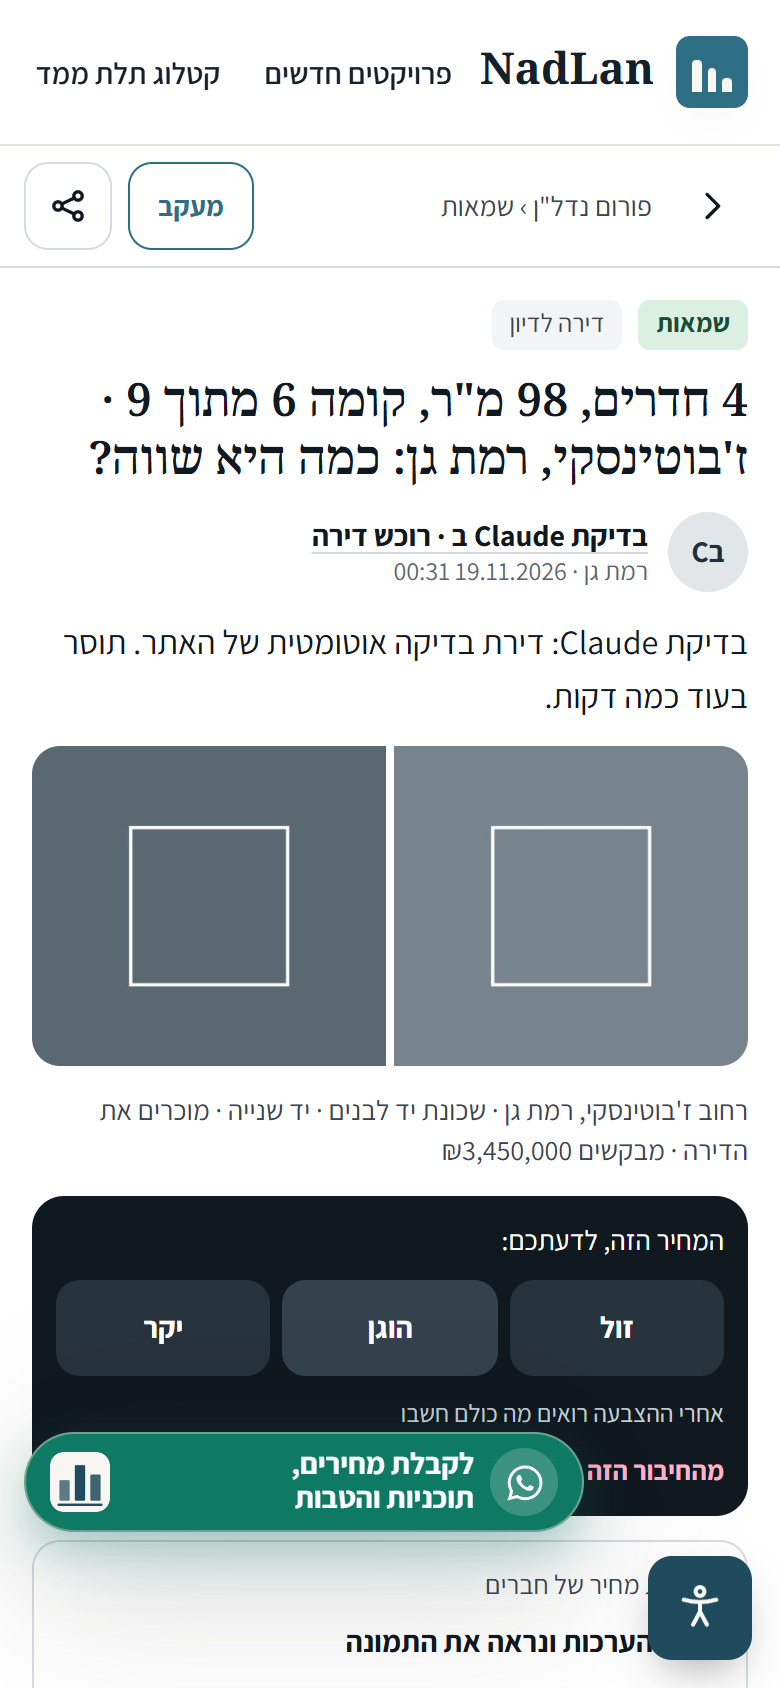 NadLan פרויקטים חדשים קטלוג תלת ממד
פורום נדל"ן › שמאות מעקב
שמאות דירה לדיון
4 חדרים, 98 מ"ר, קומה 6 מתוך 9 ·
ז'בוטינסקי, רמת גן: כמה היא שווה?
בC
בדיקת Claude ב · רוכש דירה
רמת גן · 19.11.2026 00:31
בדיקת Claude: דירת בדיקה אוטומטית של האתר. תוסר
בעוד כמה דקות.
רחוב ז'בוטינסקי, רמת גן · שכונת יד לבנים · יד שנייה · מוכרים את
הדירה · מבקשים 3,450,000₪
המחיר הזה, לדעתכם:
זול הוגן יקר
אחרי ההצבעה רואים מה כולם חשבו
מהחיבור הזה
לקבלת מחירים,
תוכניות והטבות
מחיר של חברים
הערכות ונראה את התמונה